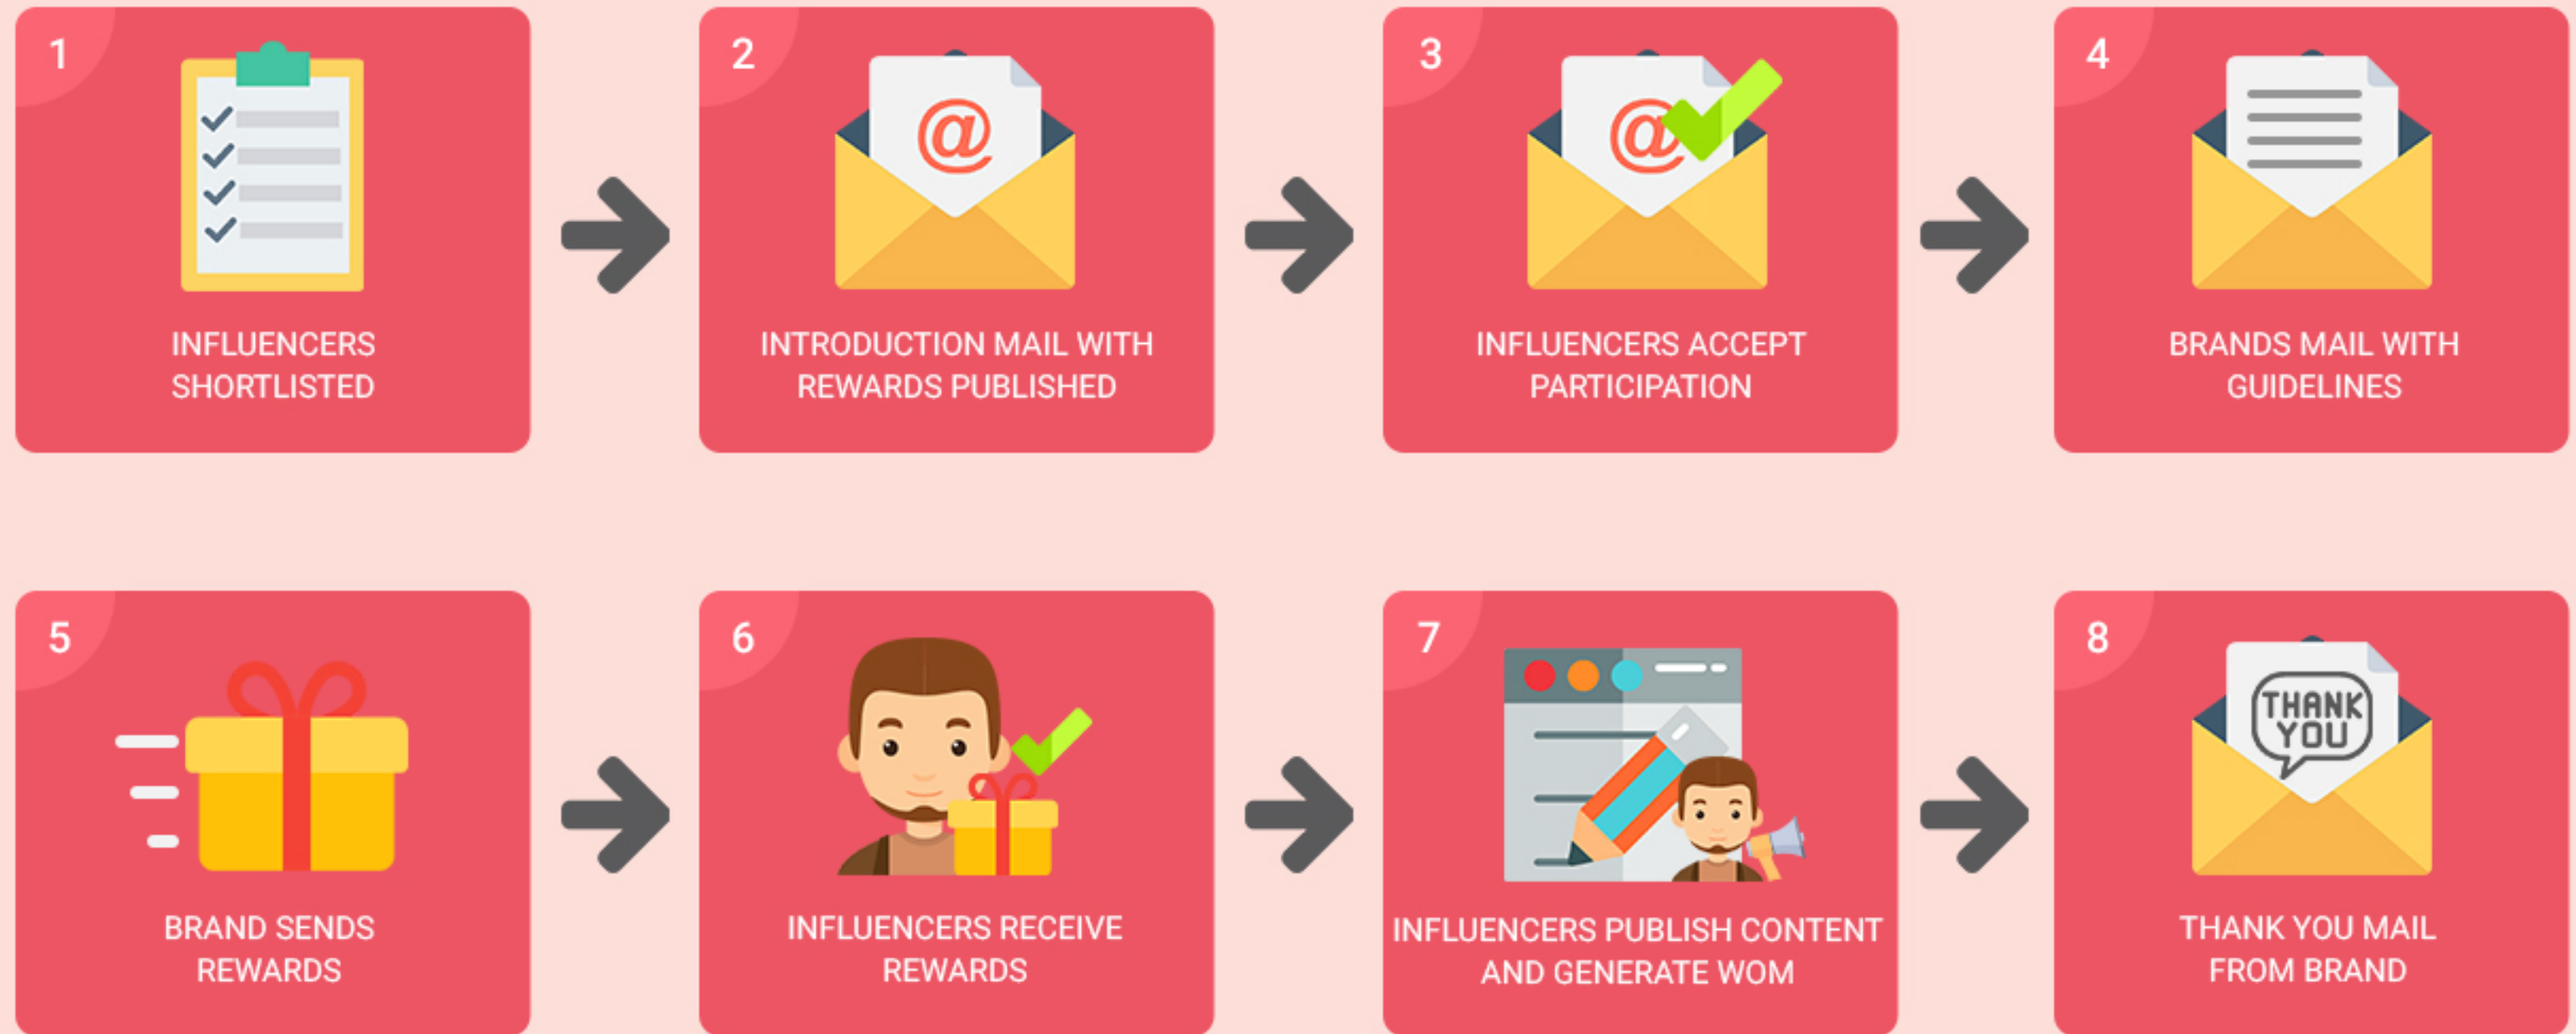 1
INFLUENCERS
SHORTLISTED
2
@
INTRODUCTION MAIL WITH
REWARDS PUBLISHED
3
@
INFLUENCERS ACCEPT
PARTICIPATION
4
BRANDS MAIL WITH
GUIDELINES
5
BRAND SENDS
REWARDS
6
INFLUENCERS RECEIVE
REWARDS
7
INFLUENCERS PUBLISH CONTENT
AND GENERATE WOM
8
THANK
YOU
THANK YOU MAIL
FROM BRAND